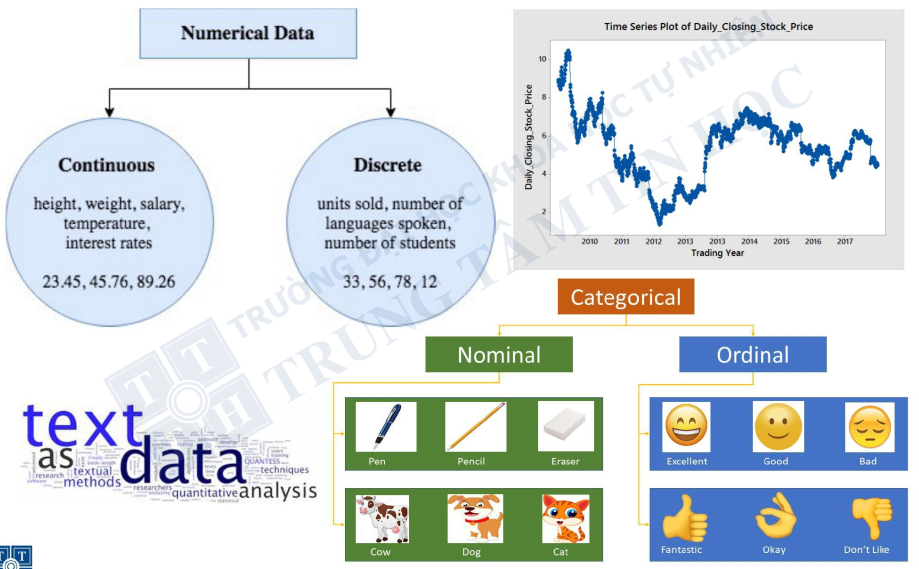 Numerical Data
Continuous
height, weight, salary,
temperature,
interest rates
23.45, 45.76, 89.26
Discrete
units sold, number of
languages spoken,
number of students
33, 56, 78, 12
Time Series Plot of Daily_Closing_Stock_Price
Daily_Closing_Stock_Price
10
8
6
4
2
2010 2011 2012 2013 2014 2015 2016 2017
Trading Year
TRƯỜNG ĐẠI HỌC KHOA HỌC TỰ NHIÊN
TRUNG TÂM TIN HỌC
Categorical
Nominal
Ordinal
Pen Pencil Eraser
Cow Dog Cat
Excellent Good Bad
Fantastic Okay Don't Like
text
as data
QUANTESS
research textual techniques
methods researchers quantitative analysis
T T